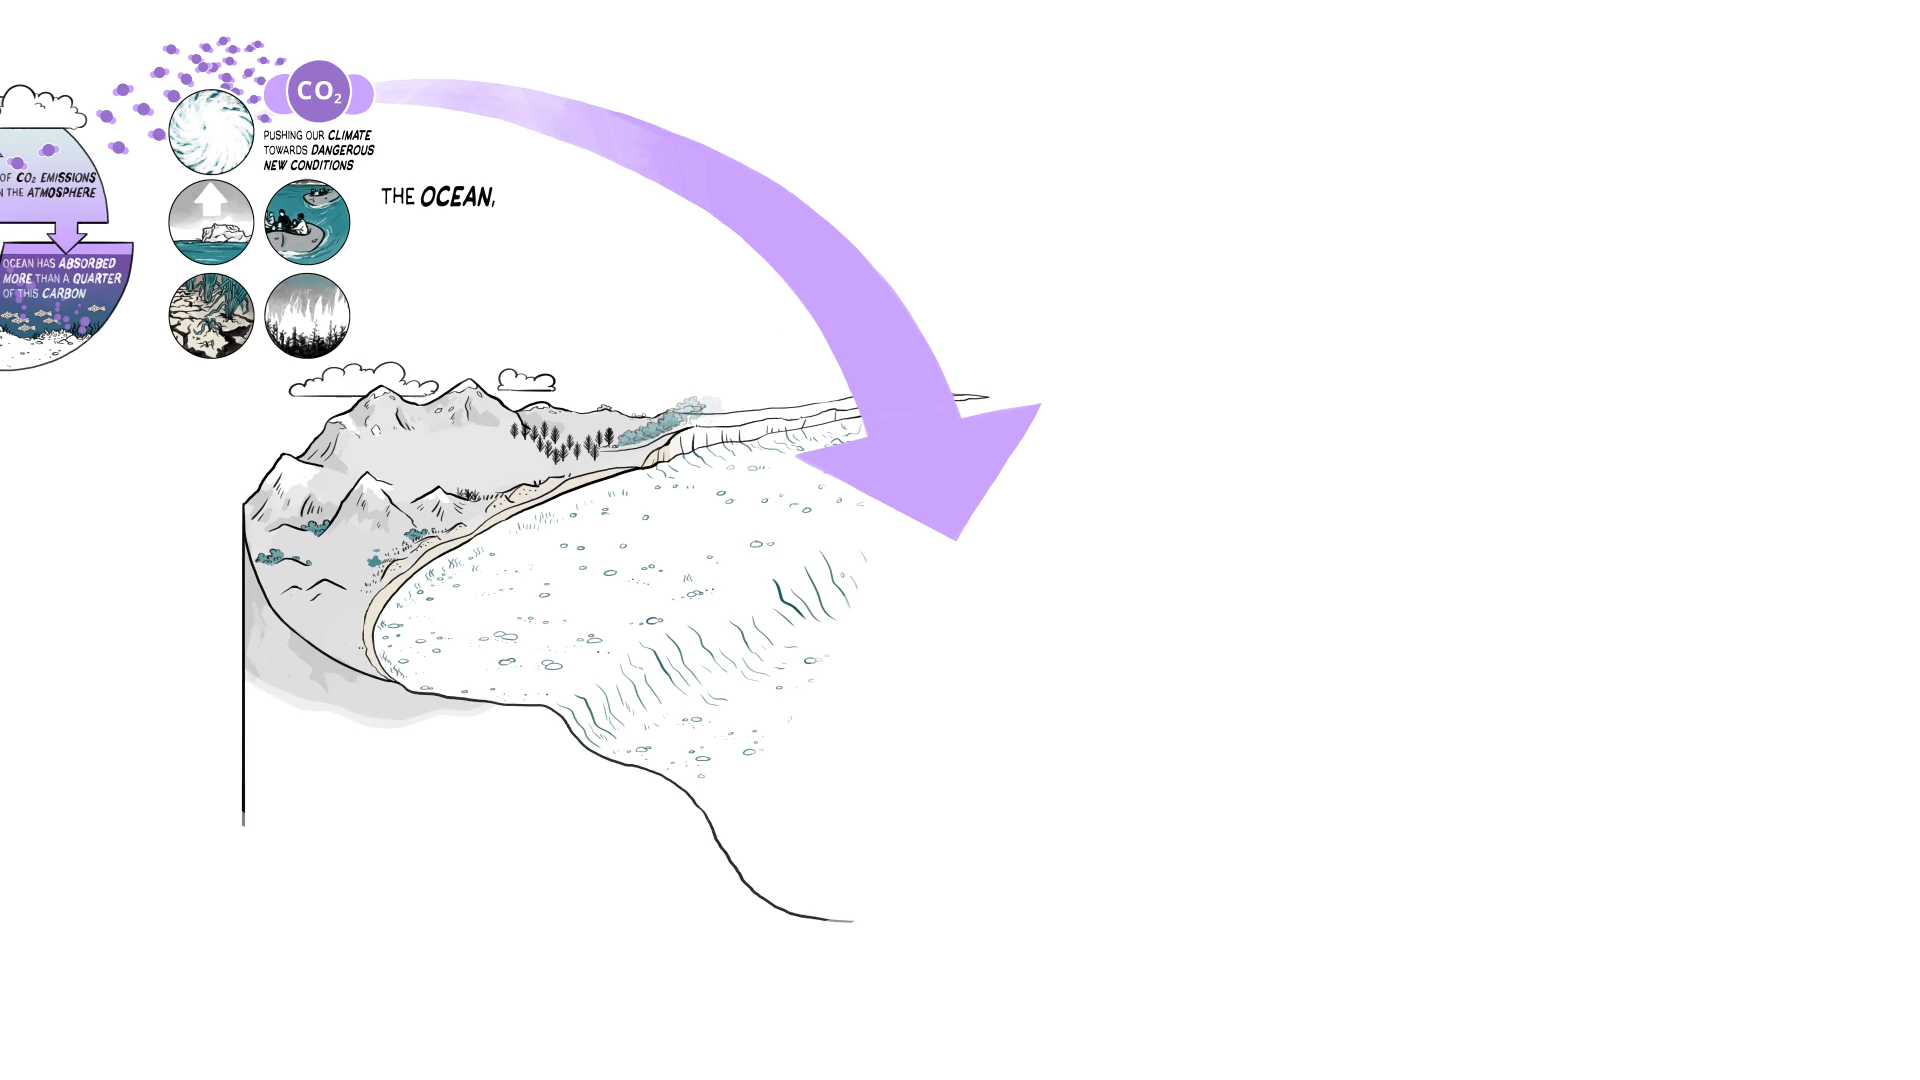 OF CO₂ EMISSIONS
THE ATMOSPHERE
OCEAN HAS ABSORBED
MORE THAN A QUARTER
OF THIS CARBON
CO₂
PUSHING OUR CLIMATE
TOWARDS DANGEROUS
NEW CONDITIONS
THE OCEAN,